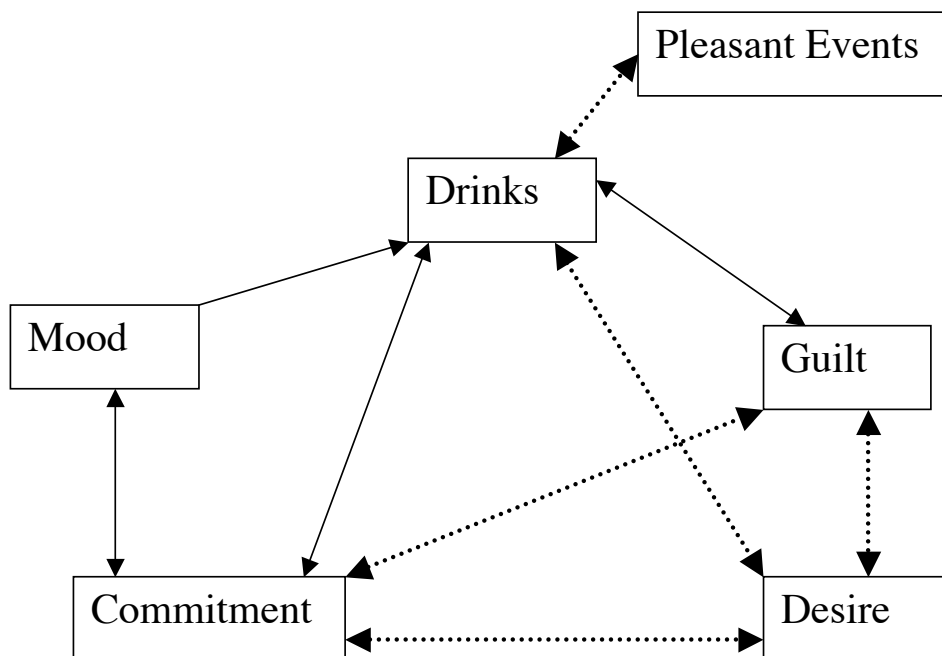 Pleasant Events
Drinks
Mood
Guilt
Commitment
Desire